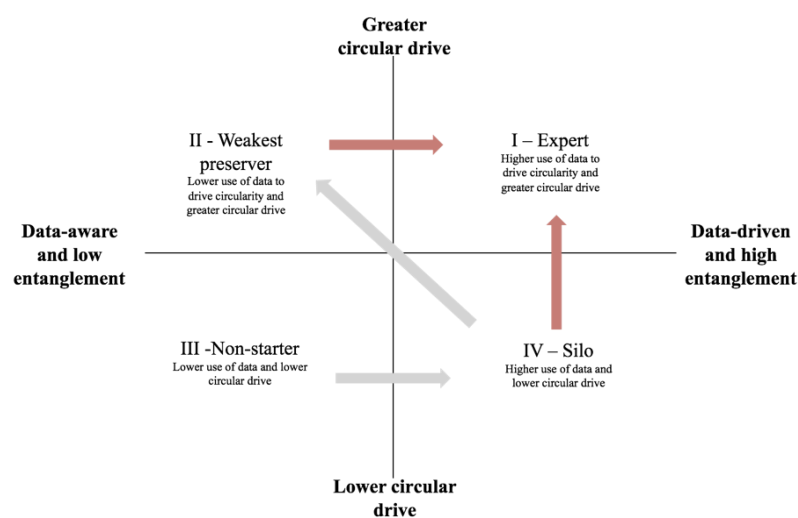 Greater
circular drive
II - Weakest
preserver
Lower use of data to
drive circularity and
greater circular drive
I – Expert
Higher use of data to
drive circularity and
greater circular drive
Data-aware
and low
entanglement
Data-driven
and high
entanglement
III -Non-starter
Lower use of data and lower
circular drive
IV – Silo
Higher use of data and
lower circular drive
Lower circular
drive